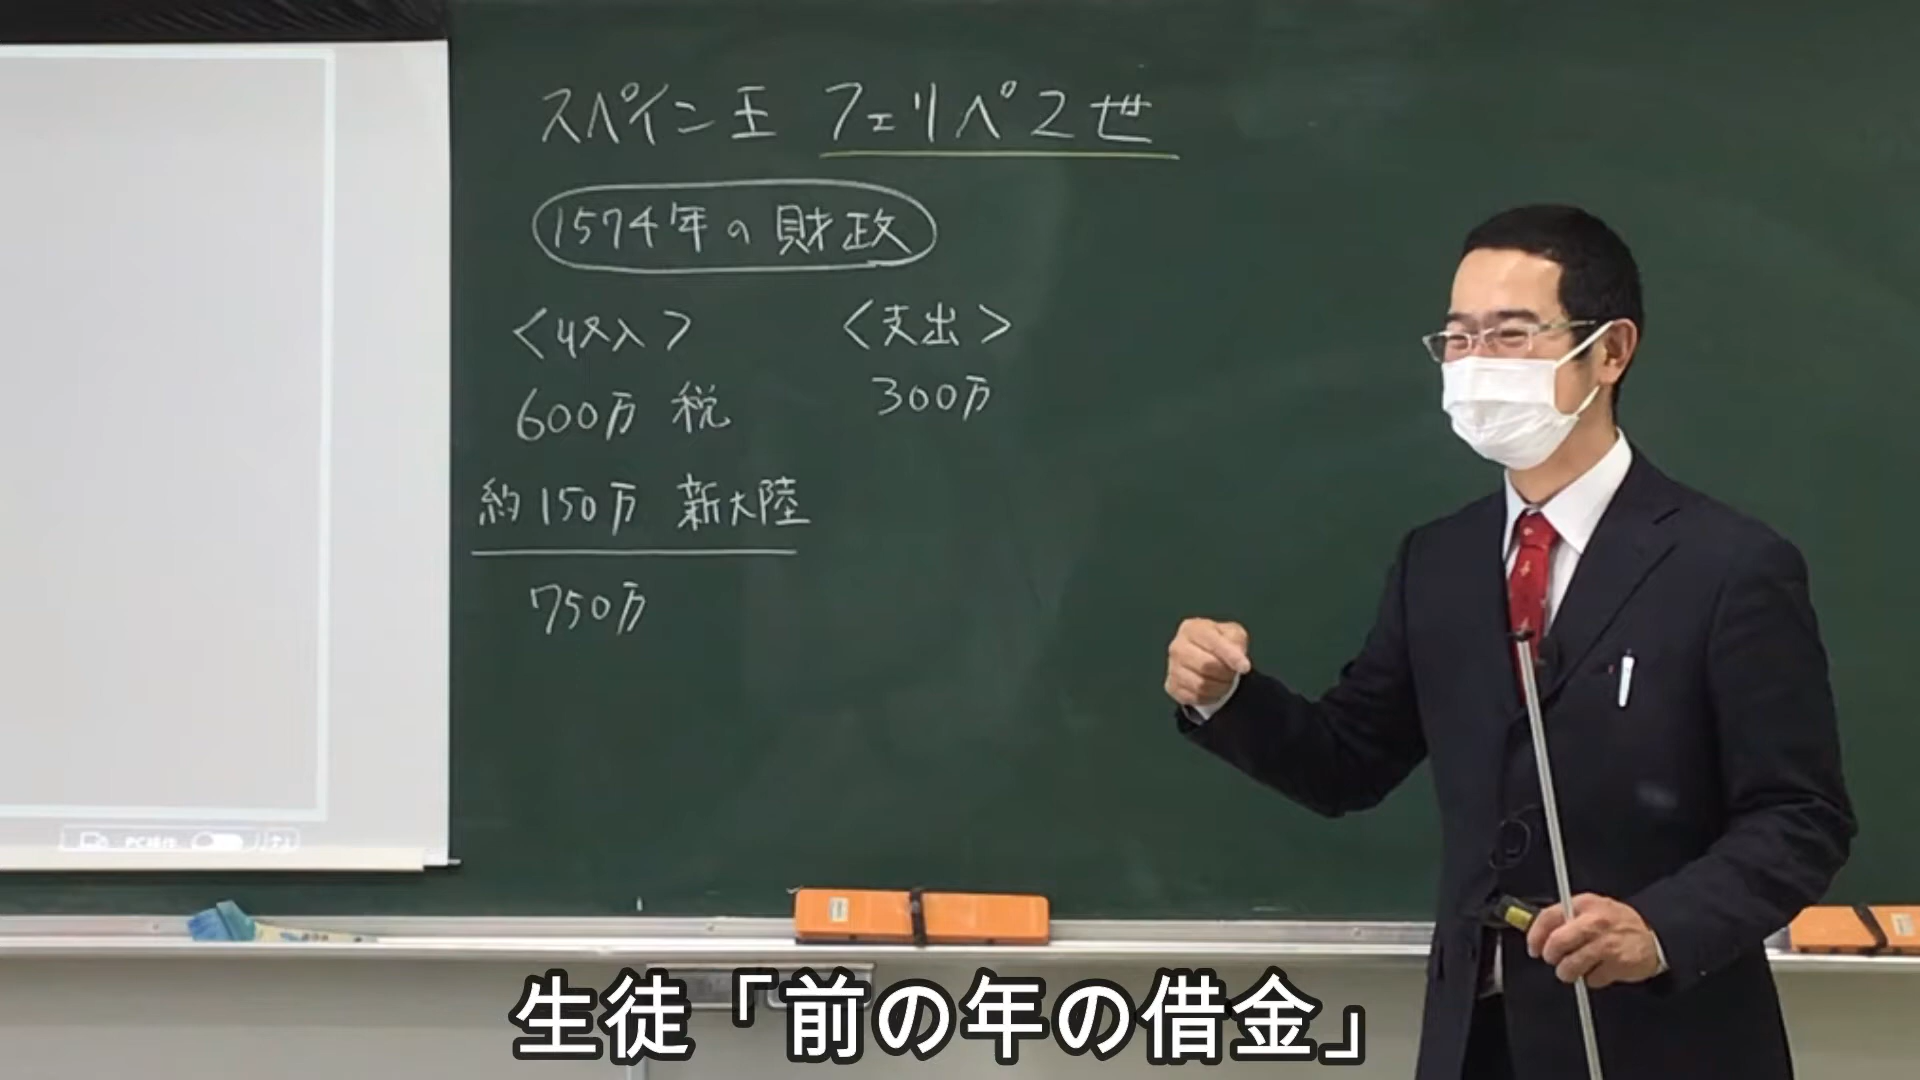 スペイン王 フェリペ2世
1574年の財政
<収入>
<支出>
600万 税
300万
約150万 新大陸
750万
生徒「前の年の借金」